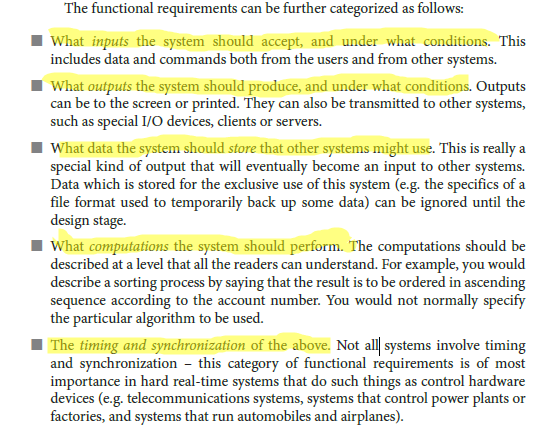 The functional requirements can be further categorized as follows:
What inputs the system should accept, and under what conditions. This
includes data and commands both from the users and from other systems.
What outputs the system should produce, and under what conditions. Outputs
can be to the screen or printed. They can also be transmitted to other systems,
such as special I/O devices, clients or servers.
What data the system should store that other systems might use. This is really a
special kind of output that will eventually become an input to other systems.
Data which is stored for the exclusive use of this system (e.g. the specifics of a
file format used to temporarily back up some data) can be ignored until the
design stage.
What computations the system should perform. The computations should be
described at a level that all the readers can understand. For example, you would
describe a sorting process by saying that the result is to be ordered in ascending
sequence according to the account number. You would not normally specify
the particular algorithm to be used.
The timing and synchronization of the above. Not all systems involve timing
and synchronization – this category of functional requirements is of most
importance in hard real-time systems that do such things as control hardware
devices (e.g. telecommunications systems, systems that control power plants or
factories, and systems that run automobiles and airplanes).